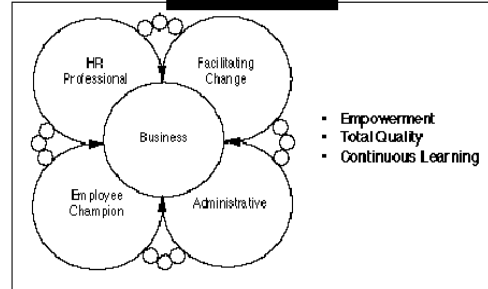 HR
Professional
Facilitating
Change
Business
Employee
Champion
Administrative
▪ Empowerment
▪ Total Quality
▪ Continuous Learning